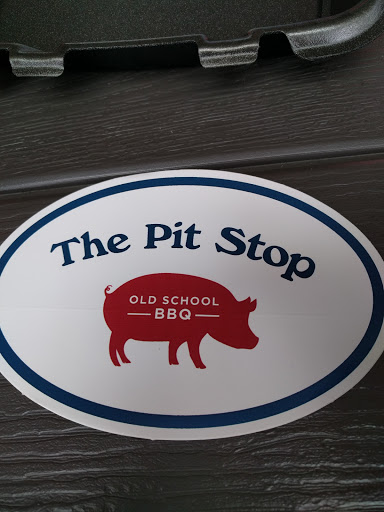 The Pit Stop
OLD SCHOOL
BBQ